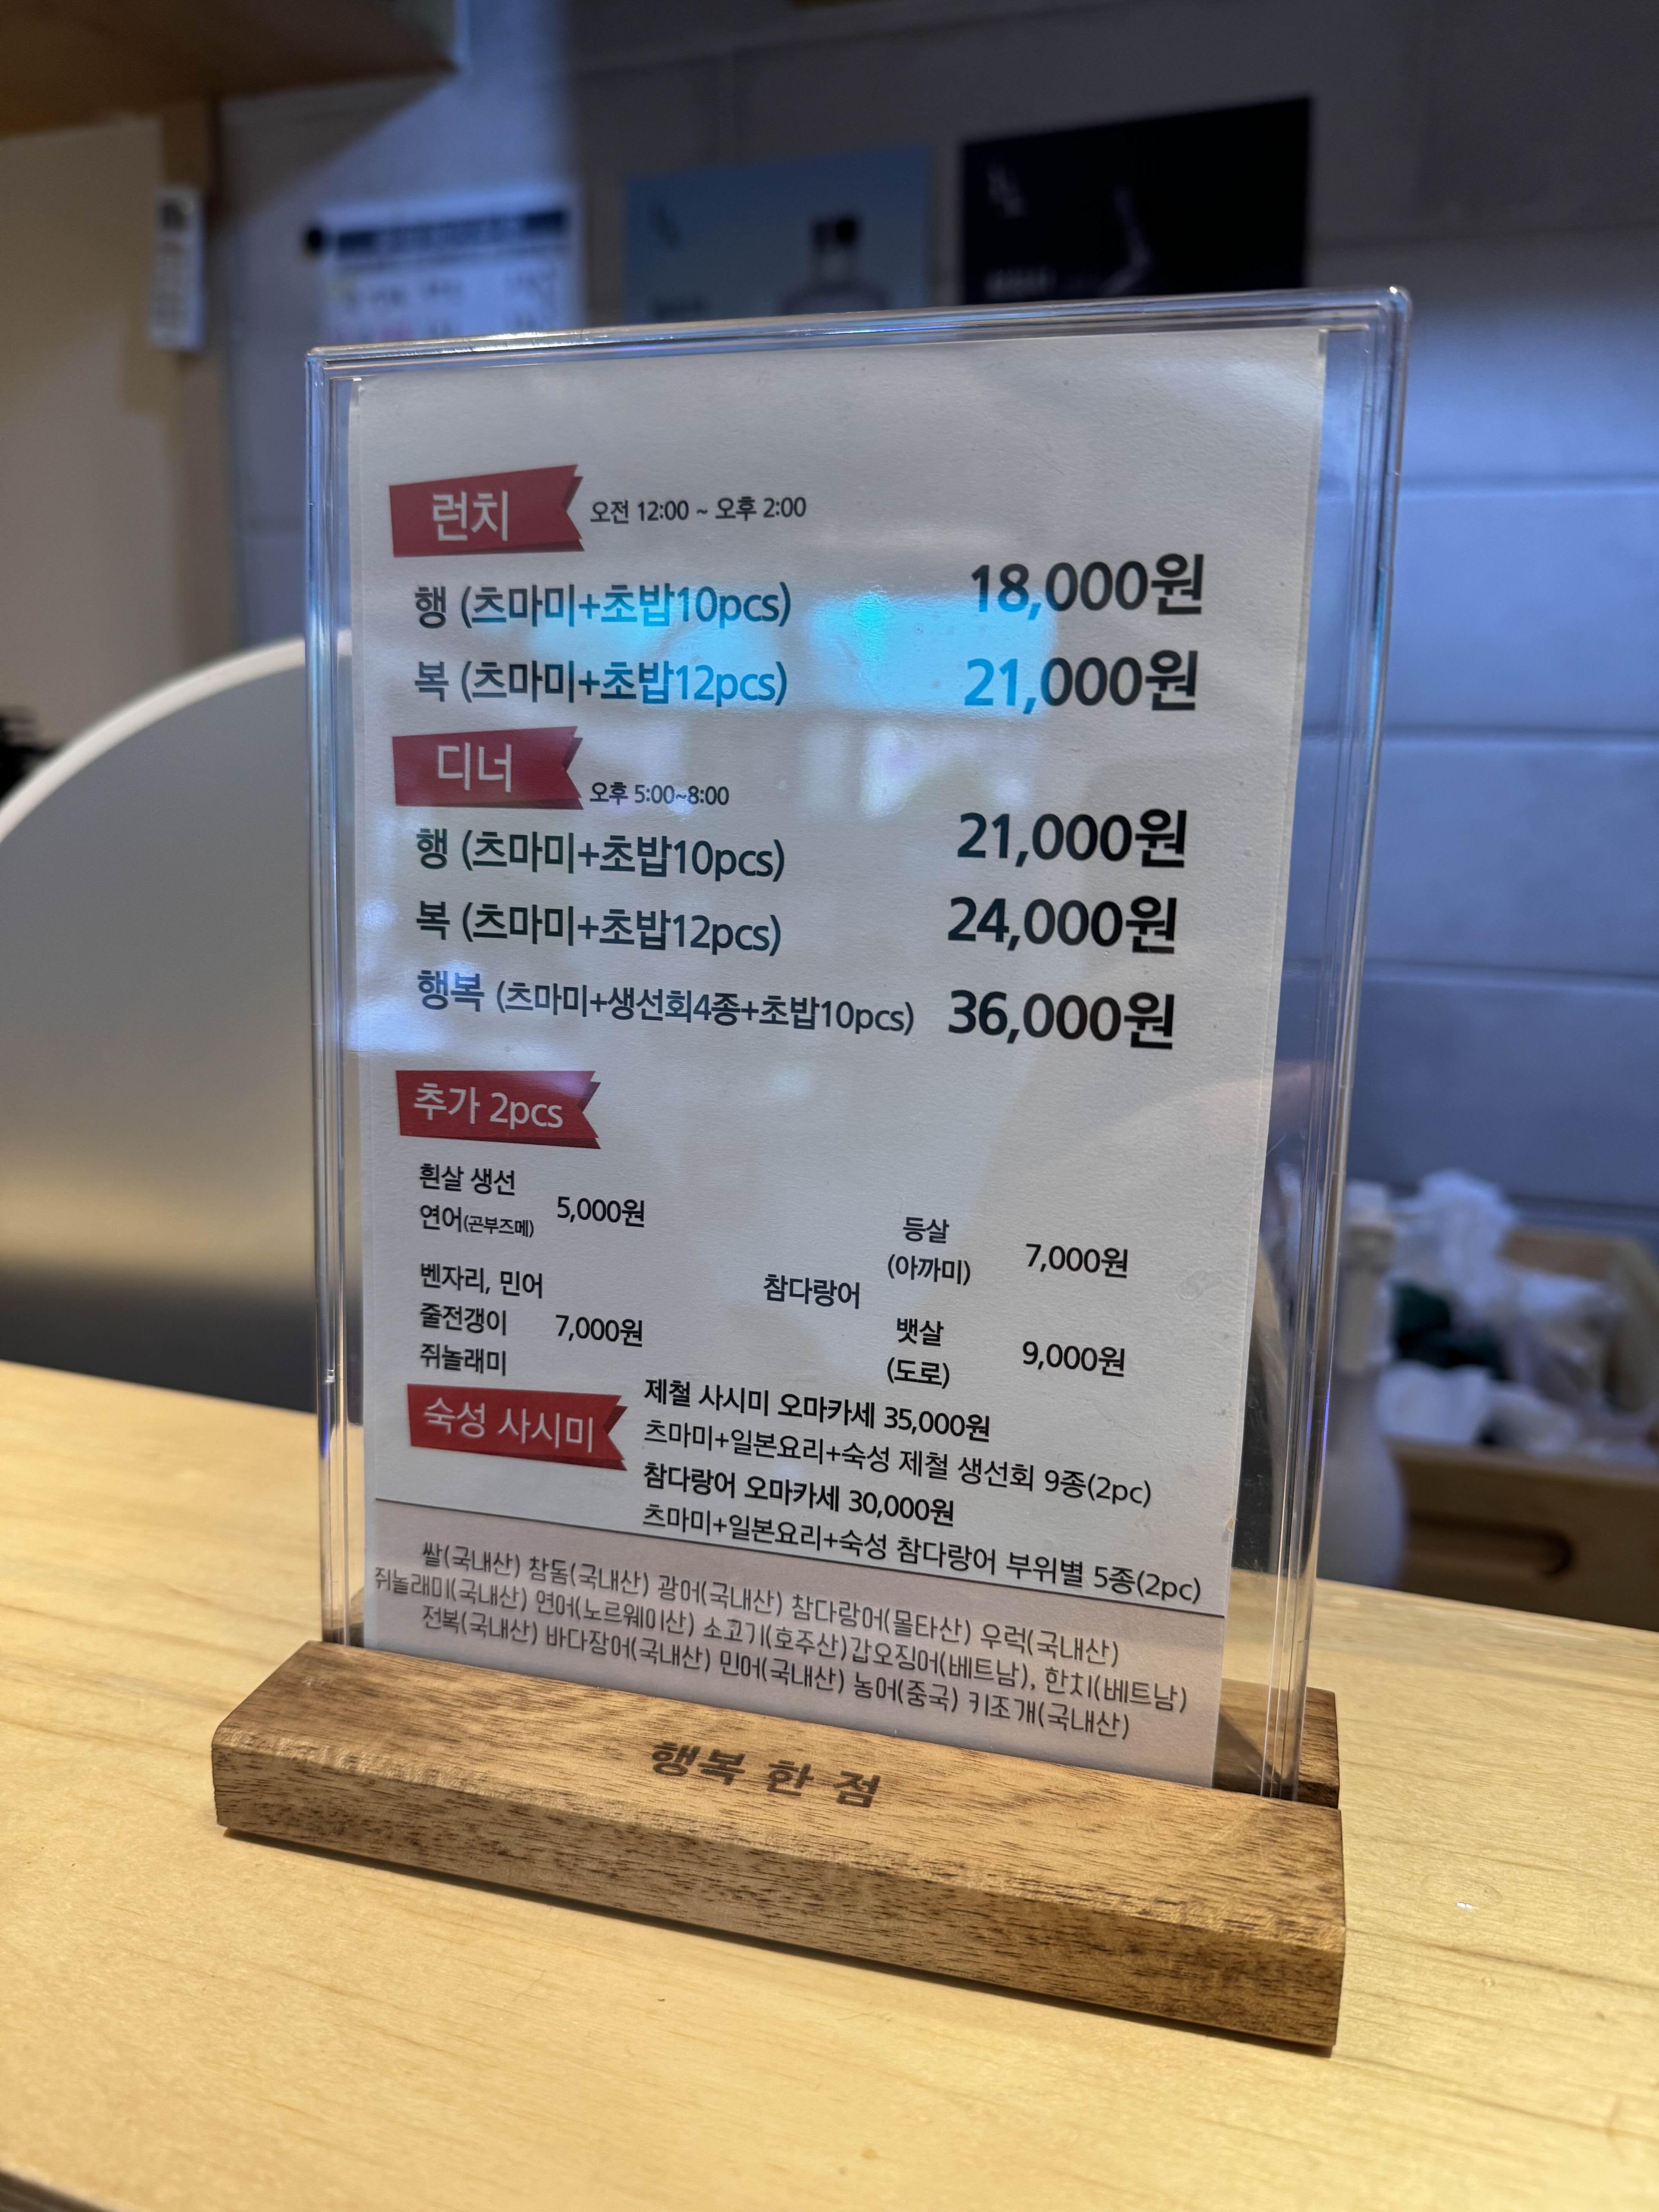 런치 오전 12:00 ~ 오후 2:00
행 (츠마미+초밥10pcs) 18,000원
복 (츠마미+초밥12pcs) 21,000원
디너 오후 5:00~8:00
행 (츠마미+초밥10pcs) 21,000원
복 (츠마미+초밥12pcs) 24,000원
행복 (츠마미+생선회4종+초밥10pcs) 36,000원
추가 2pcs
흰살 생선
연어(곤부즈메) 5,000원
벤자리, 민어
줄전갱이 7,000원
쥐놀래미
참다랑어
등살
(아까미) 7,000원
뱃살
(도로) 9,000원
숙성 사시미
제철 사시미 오마카세 35,000원
츠마미+일본요리+숙성 제철 생선회 9종(2pc)
참다랑어 오마카세 30,000원
츠마미+일본요리+숙성 참다랑어 부위별 5종(2pc)
쌀(국내산) 참돔(국내산) 광어(국내산) 참다랑어(몰타산) 우럭(국내산)
쥐놀래미(국내산) 연어(노르웨이산) 소고기(호주산)갑오징어(베트남), 한치(베트남)
전복(국내산) 바다장어(국내산) 민어(국내산) 농어(중국) 키조개(국내산)
행복 한 점